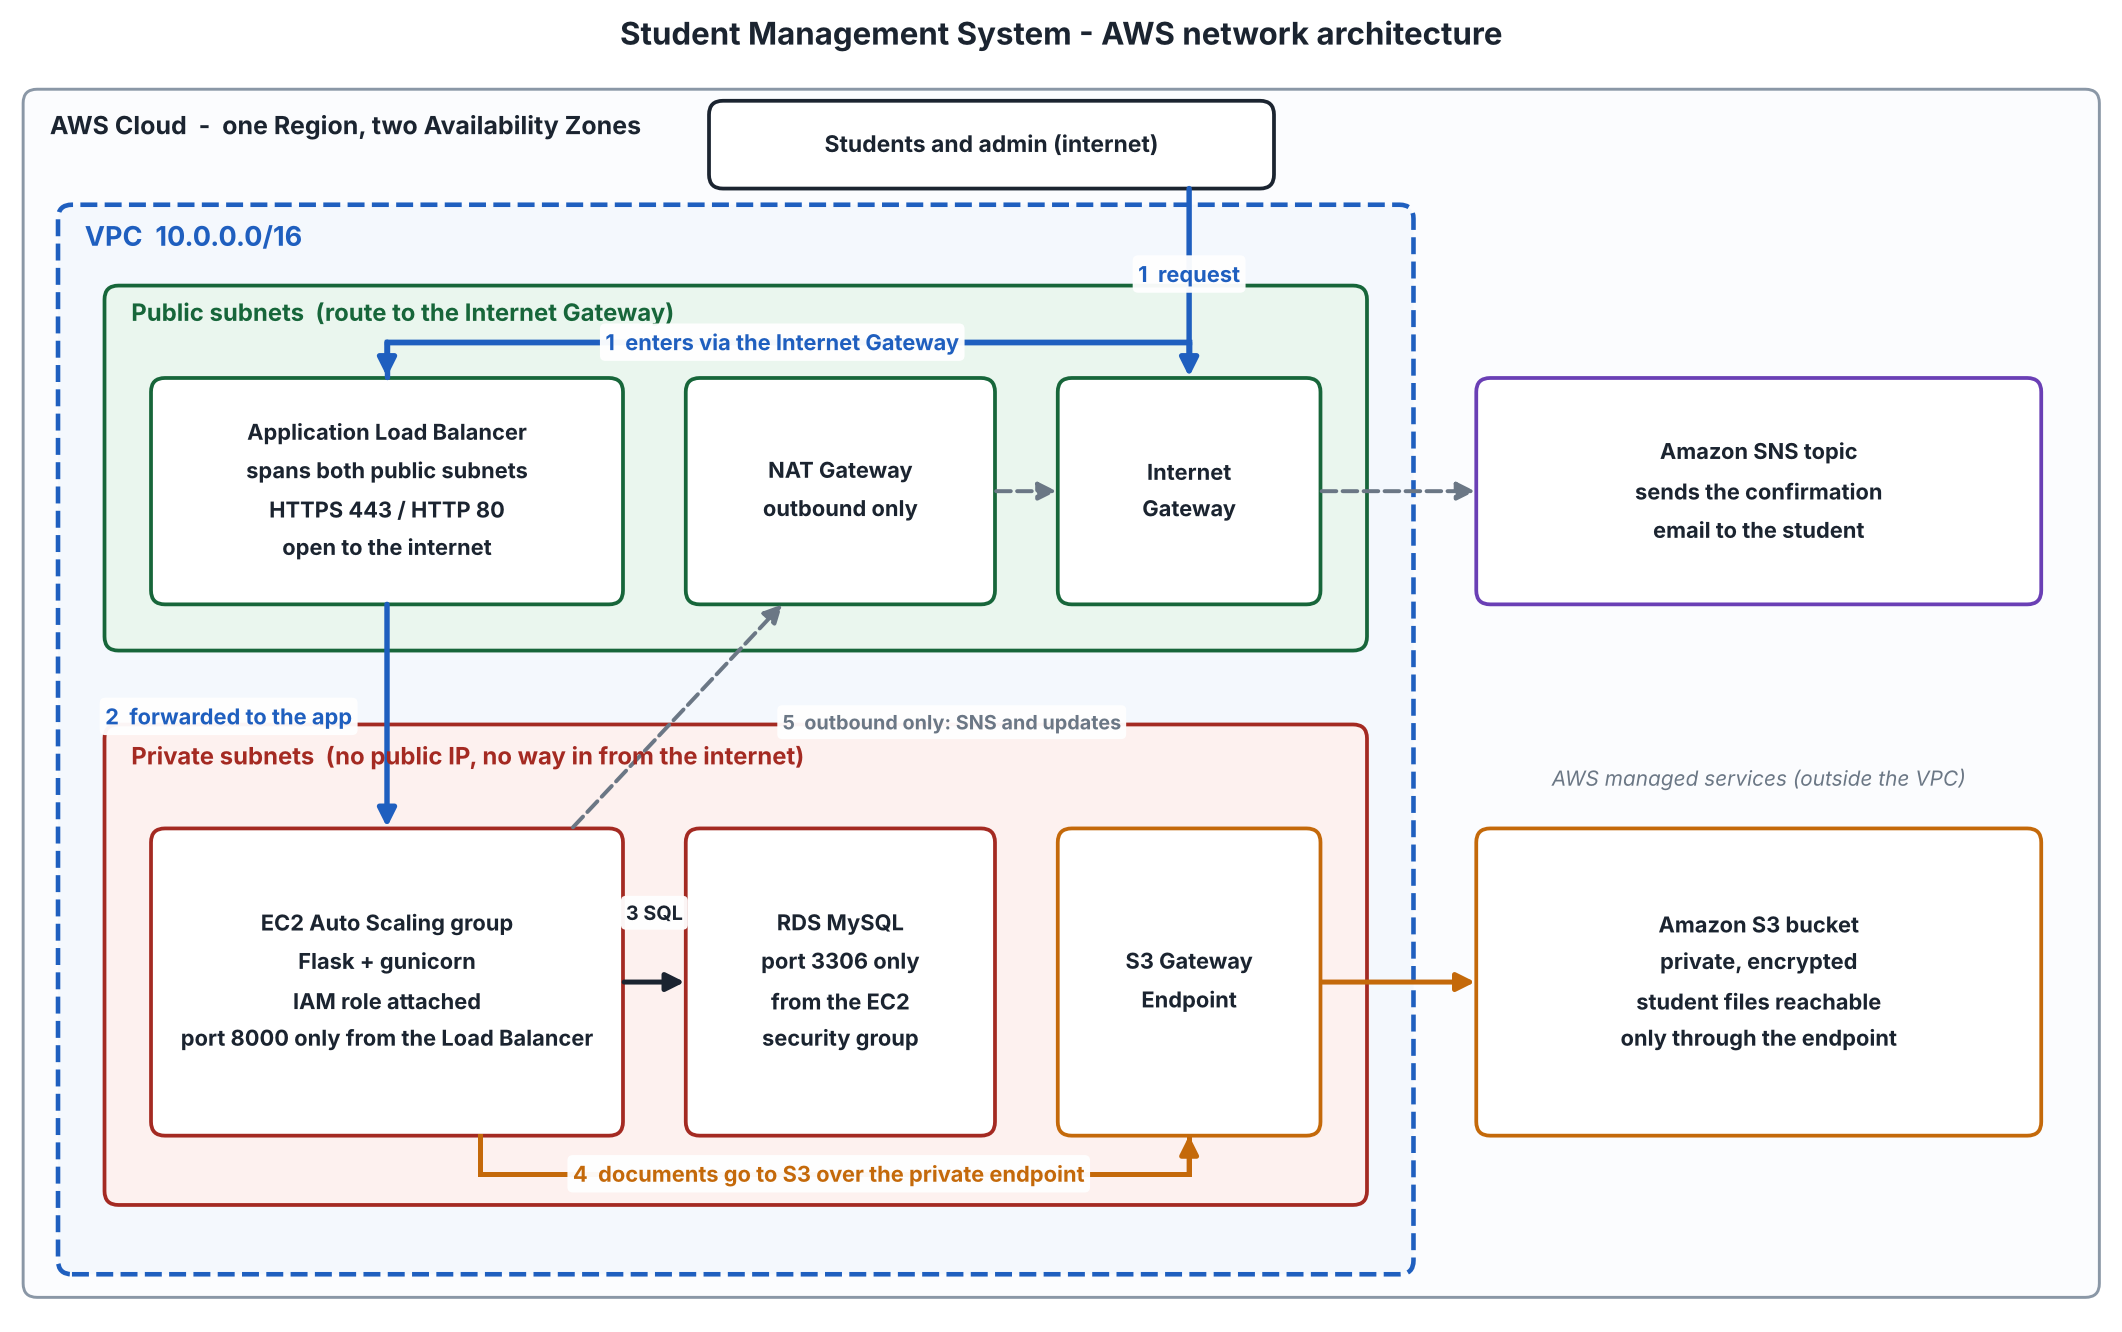 Student Management System - AWS network architecture
AWS Cloud - one Region, two Availability Zones
Students and admin (internet)
VPC 10.0.0.0/16
1 request
Public subnets (route to the Internet Gateway)
1 enters via the Internet Gateway
Application Load Balancer
spans both public subnets
HTTPS 443 / HTTP 80
open to the internet
NAT Gateway
outbound only
Internet
Gateway
Amazon SNS topic
sends the confirmation
email to the student
2 forwarded to the app
5 outbound only: SNS and updates
Private subnets (no public IP, no way in from the internet)
AWS managed services (outside the VPC)
EC2 Auto Scaling group
Flask + gunicorn
IAM role attached
port 8000 only from the Load Balancer
3 SQL
RDS MySQL
port 3306 only
from the EC2
security group
S3 Gateway
Endpoint
Amazon S3 bucket
private, encrypted
student files reachable
only through the endpoint
4 documents go to S3 over the private endpoint